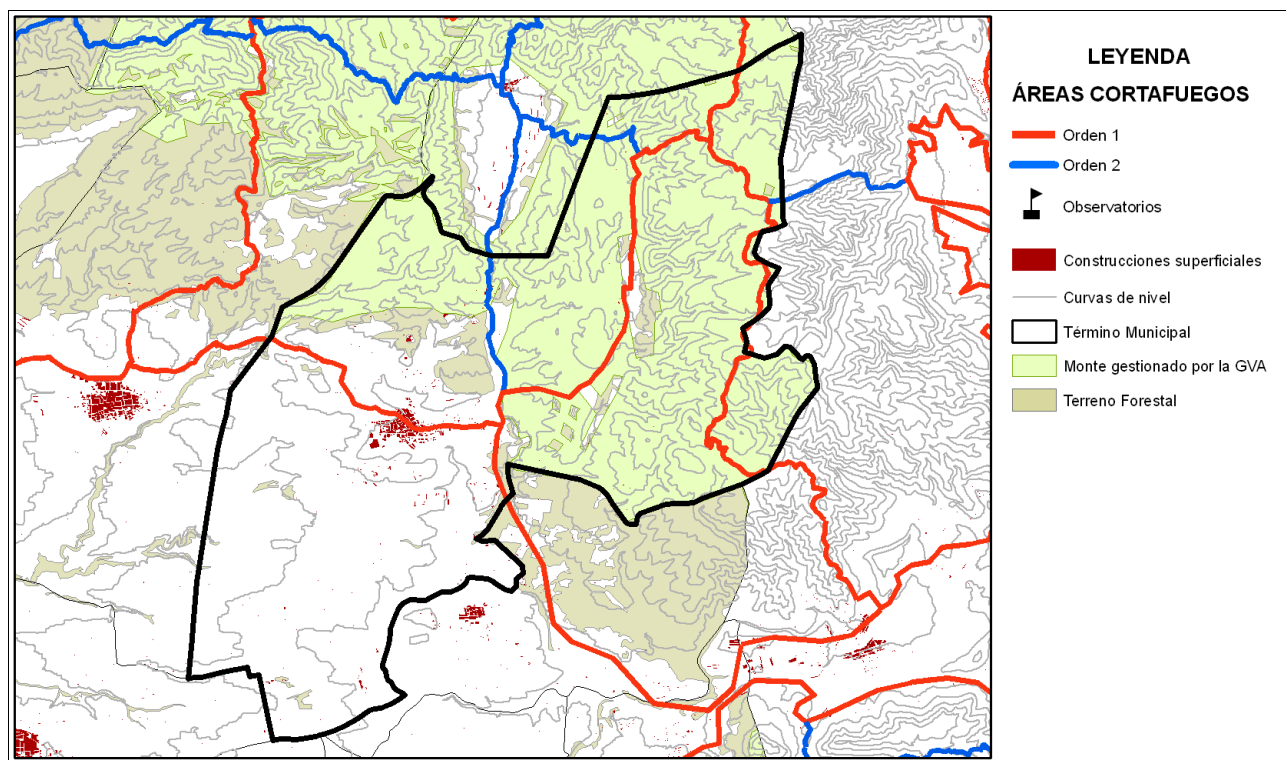 LEYENDA
ÁREAS CORTAFUEGOS
Orden 1
Orden 2
Observatorios
Construcciones superficiales
Curvas de nivel
Término Municipal
Monte gestionado por la GVA
Terreno Forestal